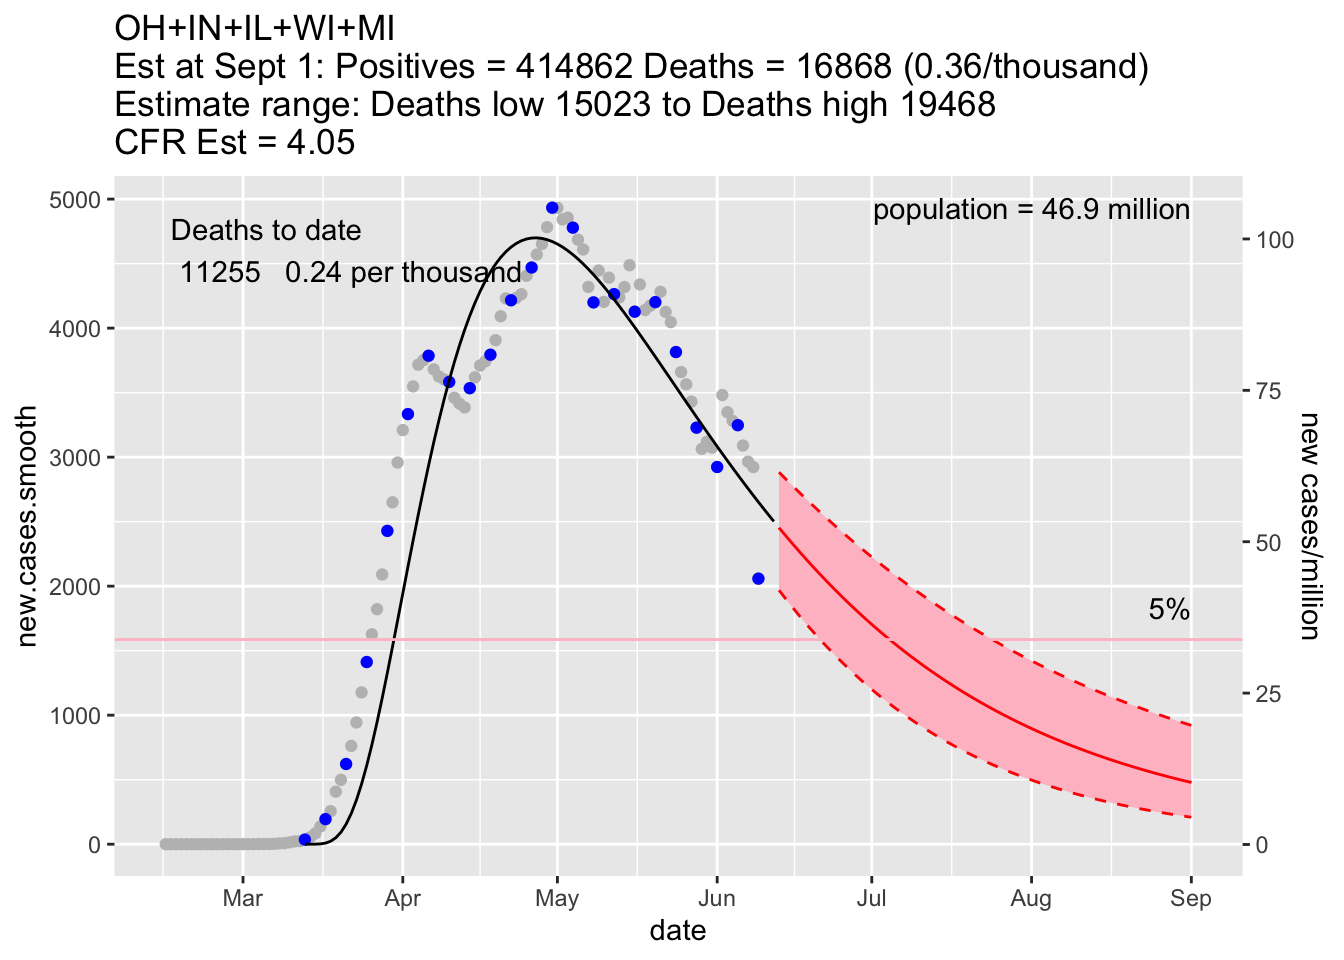 OH+IN+IL+WI+MI
Est at Sept 1: Positives = 414862 Deaths = 16868 (0.36/thousand)
Estimate range: Deaths low 15023 to Deaths high 19468
CFR Est = 4.05
population = 46.9 million
Deaths to date
11255 0.24 per thousand
5%
new.cases.smooth
5000
4000
3000
2000
1000
0
100
75
50
25
0
new cases/million
Mar Apr May Jun Jul Aug Sep
date